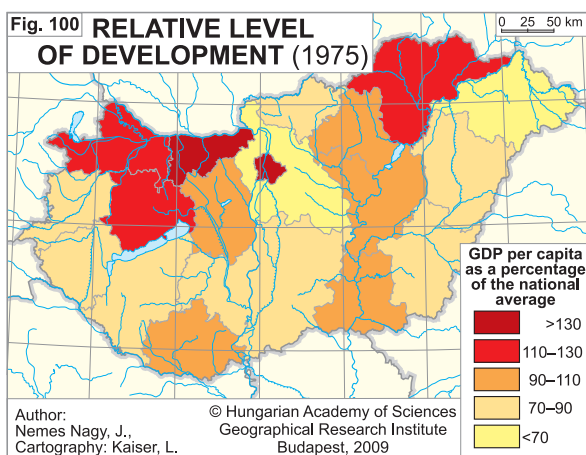 Fig. 100
RELATIVE LEVEL
OF DEVELOPMENT (1975)
0 25 50 km
GDP per capita
as a percentage
of the national
average
>130
110–130
90–110
70–90
<70
Author:
Nemes Nagy, J.,
Cartography: Kaiser, L.
© Hungarian Academy of Sciences
Geographical Research Institute
Budapest, 2009